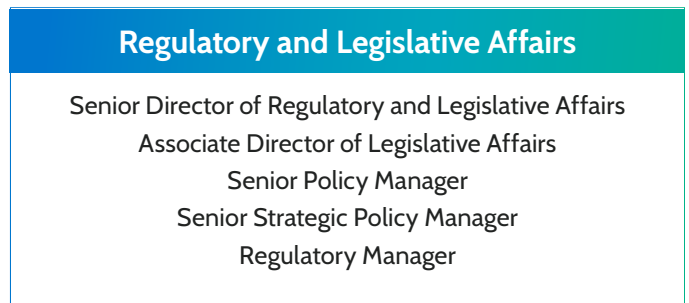 Regulatory and Legislative Affairs
Senior Director of Regulatory and Legislative Affairs
Associate Director of Legislative Affairs
Senior Policy Manager
Senior Strategic Policy Manager
Regulatory Manager